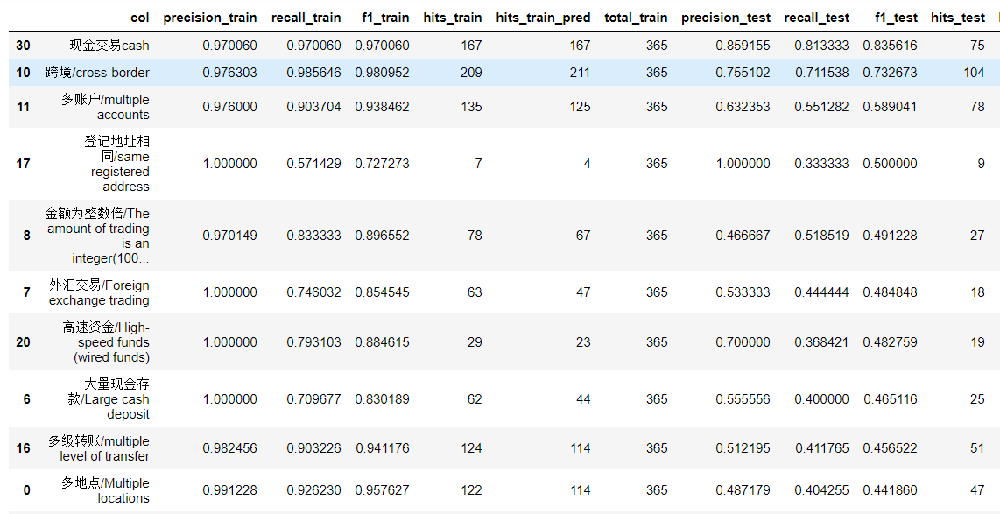 col precision_train recall_train f1_train hits_train hits_train_pred total_train precision_test recall_test f1_test hits_test
30 现金交易cash 0.970060 0.970060 0.970060 167 167 365 0.859155 0.813333 0.835616 75
10 跨境/cross-border 0.976303 0.985646 0.980952 209 211 365 0.755102 0.711538 0.732673 104
多账户/multiple
11 0.976000 0.903704 0.938462 135 125 365 0.632353 0.551282 0.589041 78
accounts
登记地址相
同/same
17 1.000000 0.571429 0.727273 7 4 365 1.000000 0.333333 0.500000 9
registered
address
金额为整数倍/The
amount of trading
8 0.970149 0.833333 0.896552 78 67 365 0.466667 0.518519 0.491228 27
is an
integer(100...
外汇交易/Foreign
7 1.000000 0.746032 0.854545 63 47 365 0.533333 0.444444 0.484848 18
exchange trading
高速资金/High-
20 speed funds 1.000000 0.793103 0.884615 29 23 365 0.700000 0.368421 0.482759 19
(wired funds)
大量现金存
6 款/Large cash 1.000000 0.709677 0.830189 62 44 365 0.555556 0.400000 0.465116 25
deposit
多级转账/multiple
16 0.982456 0.903226 0.941176 124 114 365 0.512195 0.411765 0.456522 51
level of transfer
多地点/Multiple
0 0.991228 0.926230 0.957627 122 114 365 0.487179 0.404255 0.441860 47
locations